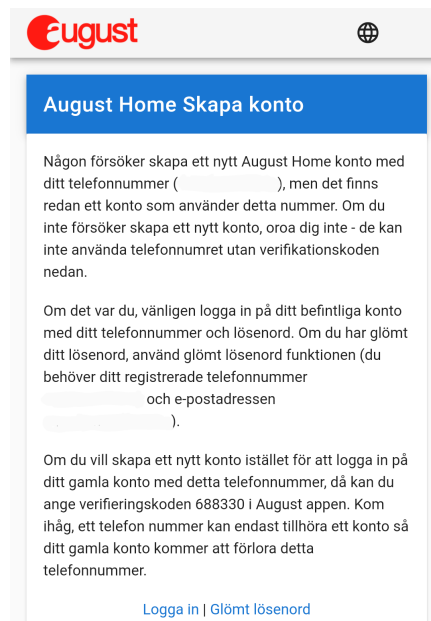 august
August Home Skapa konto
Någon försöker skapa ett nytt August Home konto med
ditt telefonnummer ( ), men det finns
redan ett konto som använder detta nummer. Om du
inte försöker skapa ett nytt konto, oroa dig inte - de kan
inte använda telefonnumret utan verifikationskoden
nedan.
Om det var du, vänligen logga in på ditt befintliga konto
med ditt telefonnummer och lösenord. Om du har glömt
ditt lösenord, använd glömt lösenord funktionen (du
behöver ditt registrerade telefonnummer
och e-postadressen
).
Om du vill skapa ett nytt konto istället för att logga in på
ditt gamla konto med detta telefonnummer, då kan du
ange verifieringskoden 688330 i August appen. Kom
ihåg, ett telefon nummer kan endast tillhöra ett konto så
ditt gamla konto kommer att förlora detta
telefonnummer.
Logga in | Glömt lösenord